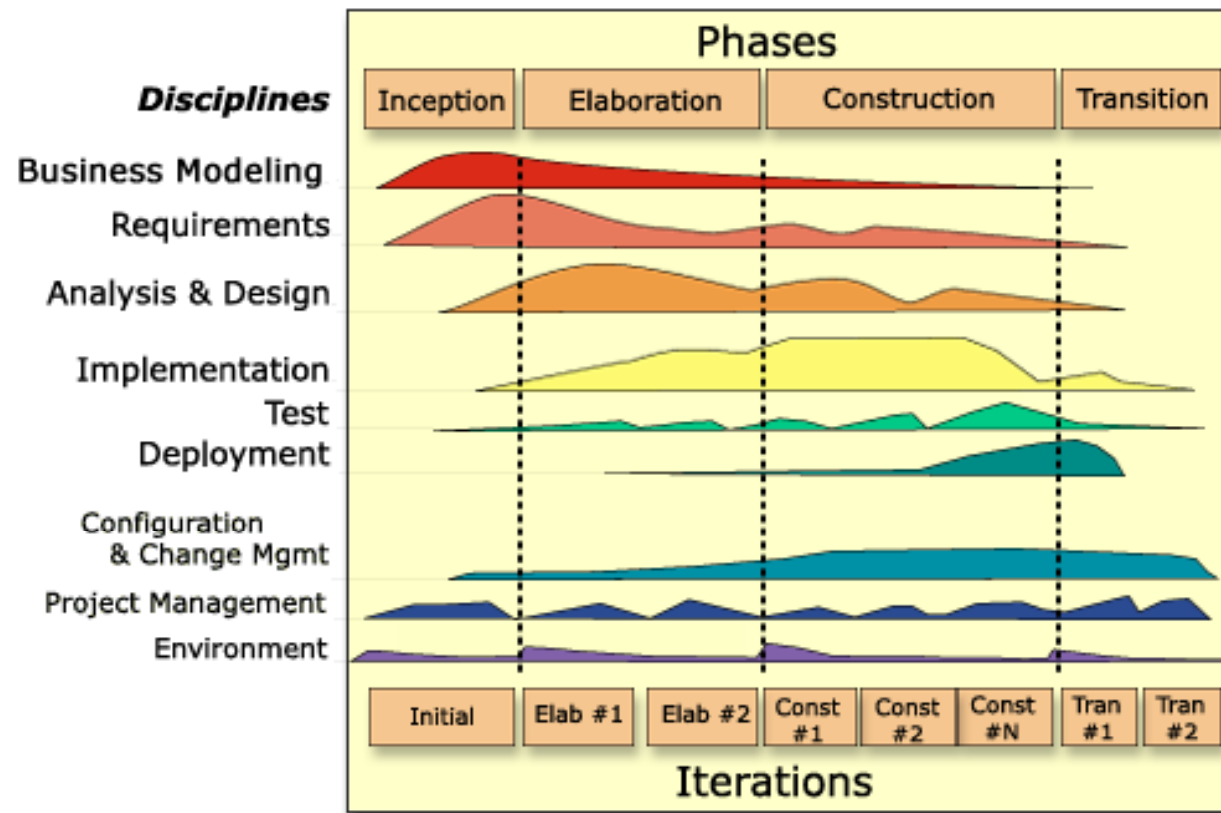 Phases
Disciplines
Inception
Elaboration
Construction
Transition
Business Modeling
Requirements
Analysis & Design
Implementation
Test
Deployment
Configuration
& Change Mgmt
Project Management
Environment
Initial
Elab #1
Elab #2
Const
#1
Const
#2
Const
#N
Tran
#1
Tran
#2
Iterations